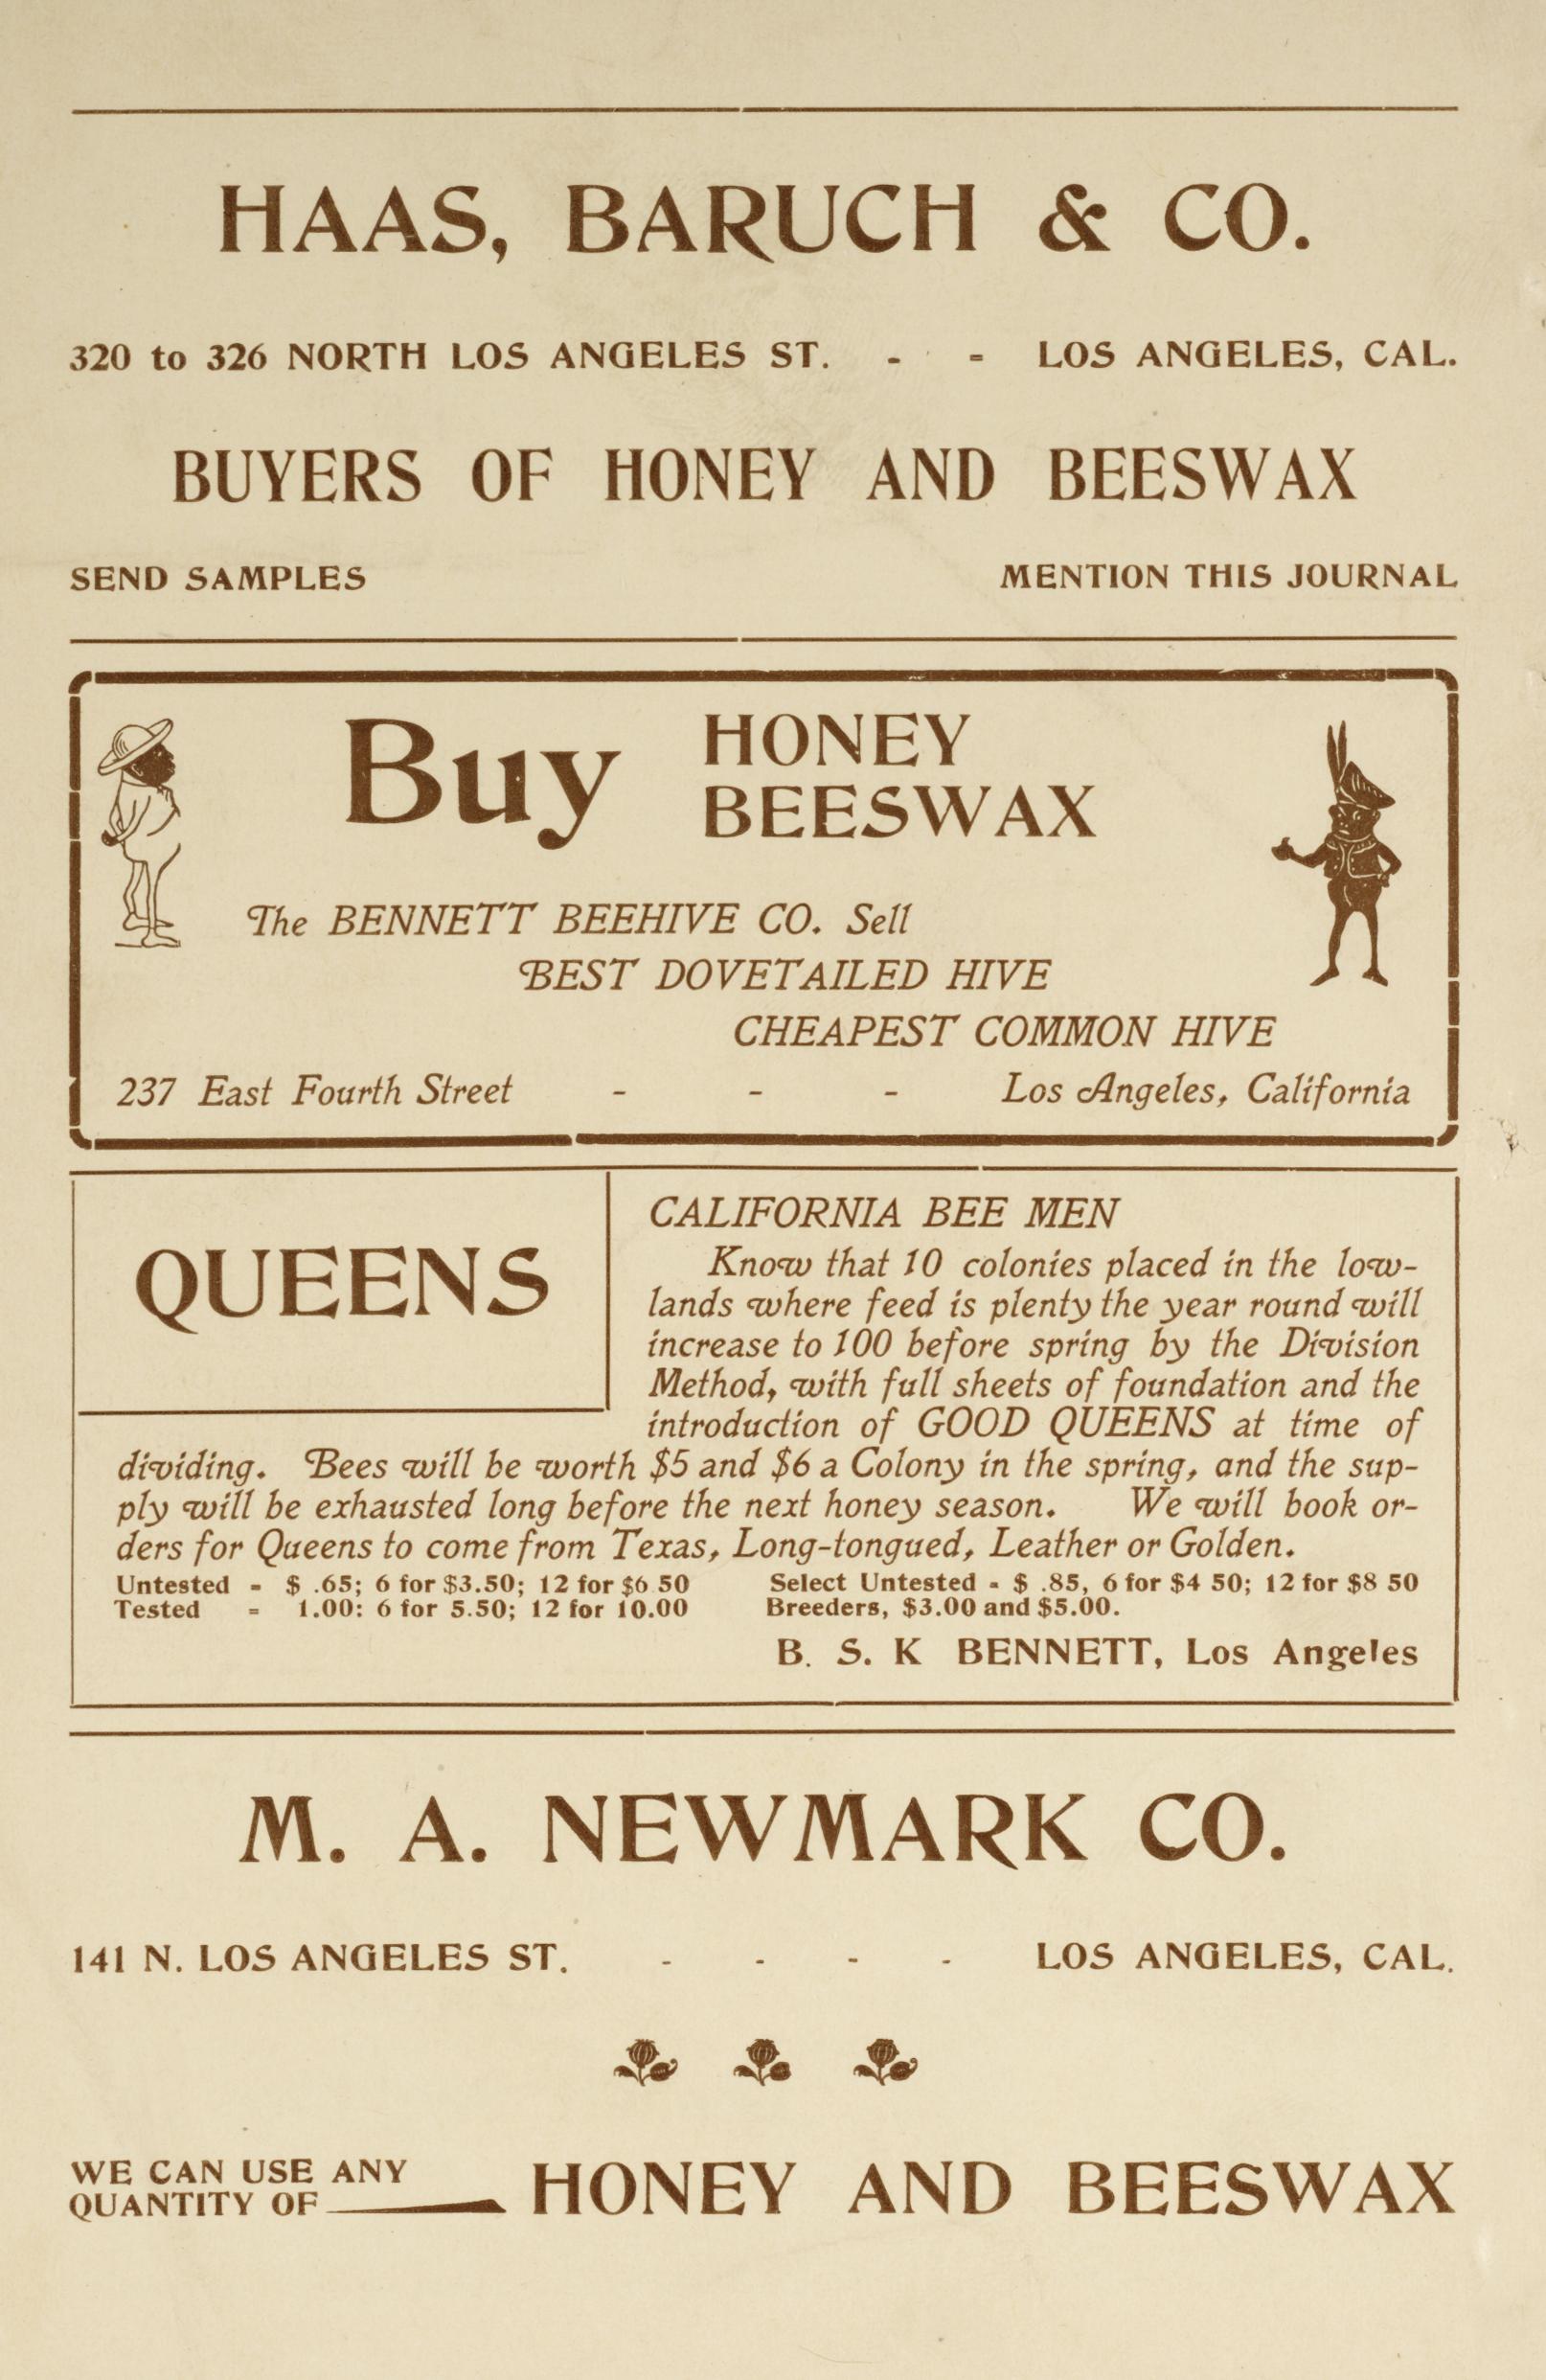 HAAS, BARUCH & CO.
320 to 326 NORTH LOS ANGELES ST. - - LOS ANGELES, CAL.
BUYERS OF HONEY AND BEESWAX
SEND SAMPLES MENTION THIS JOURNAL
Buy HONEY
BEESWAX
The BENNETT BEEHIVE CO. Sell
BEST DOVETAILED HIVE
CHEAPEST COMMON HIVE
237 East Fourth Street - - - Los Angeles, California
QUEENS
CALIFORNIA BEE MEN
Know that 10 colonies placed in the low-
lands where feed is plenty the year round will
increase to 100 before spring by the Division
Method, with full sheets of foundation and the
introduction of GOOD QUEENS at time of
dividing. Bees will be worth $5 and $6 a Colony in the spring, and the sup-
ply will be exhausted long before the next honey season. We will book or-
ders for Queens to come from Texas, Long-tongued, Leather or Golden.
Untested - $ .65; 6 for $3.50; 12 for $6 50 Select Untested - $ .85, 6 for $4 50; 12 for $8 50
Tested - 1.00: 6 for 5.50; 12 for 10.00 Breeders, $3.00 and $5.00.
B. S. K BENNETT, Los Angeles
M. A. NEWMARK CO.
141 N. LOS ANGELES ST. - - - - LOS ANGELES, CAL.
WE CAN USE ANY
QUANTITY OF HONEY AND BEESWAX